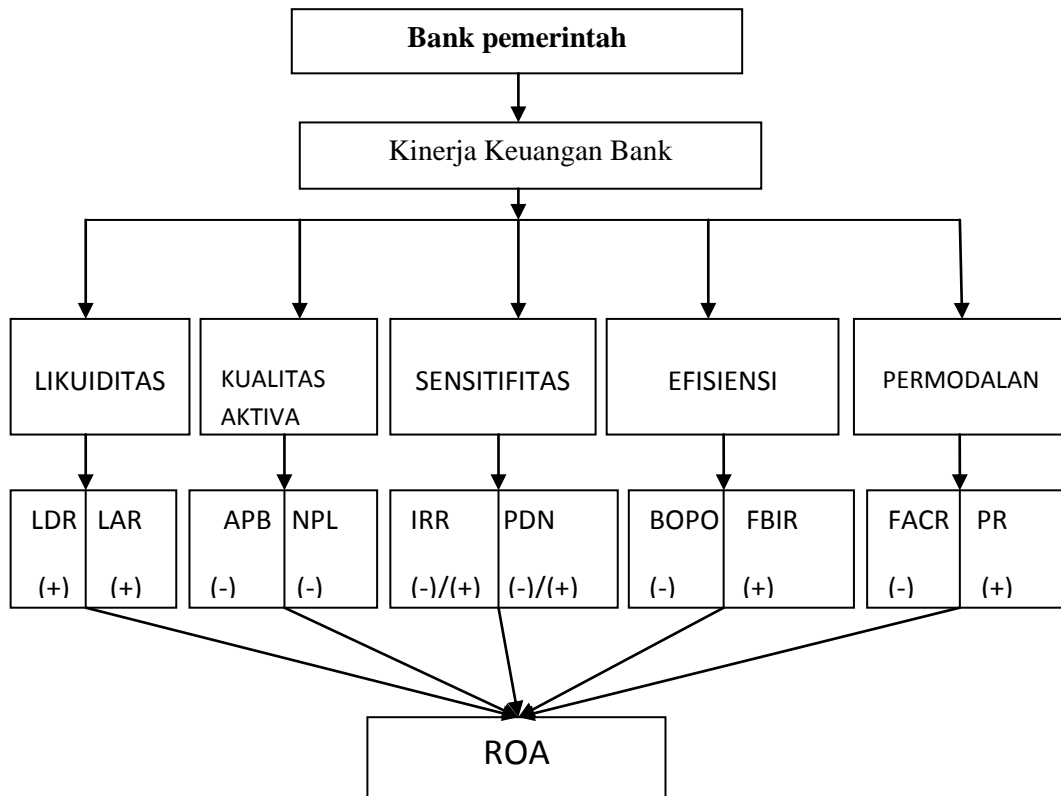 Bank pemerintah
Kinerja Keuangan Bank
LIKUIDITAS
KUALITAS
AKTIVA
SENSITIFITAS
EFISIENSI
PERMODALAN
LDR LAR
(+) (+)
APB NPL
(-) (-)
IRR PDN
(-)/(+) (-)/(+)
BOPO FBIR
(-) (+)
FACR PR
(-) (+)
ROA